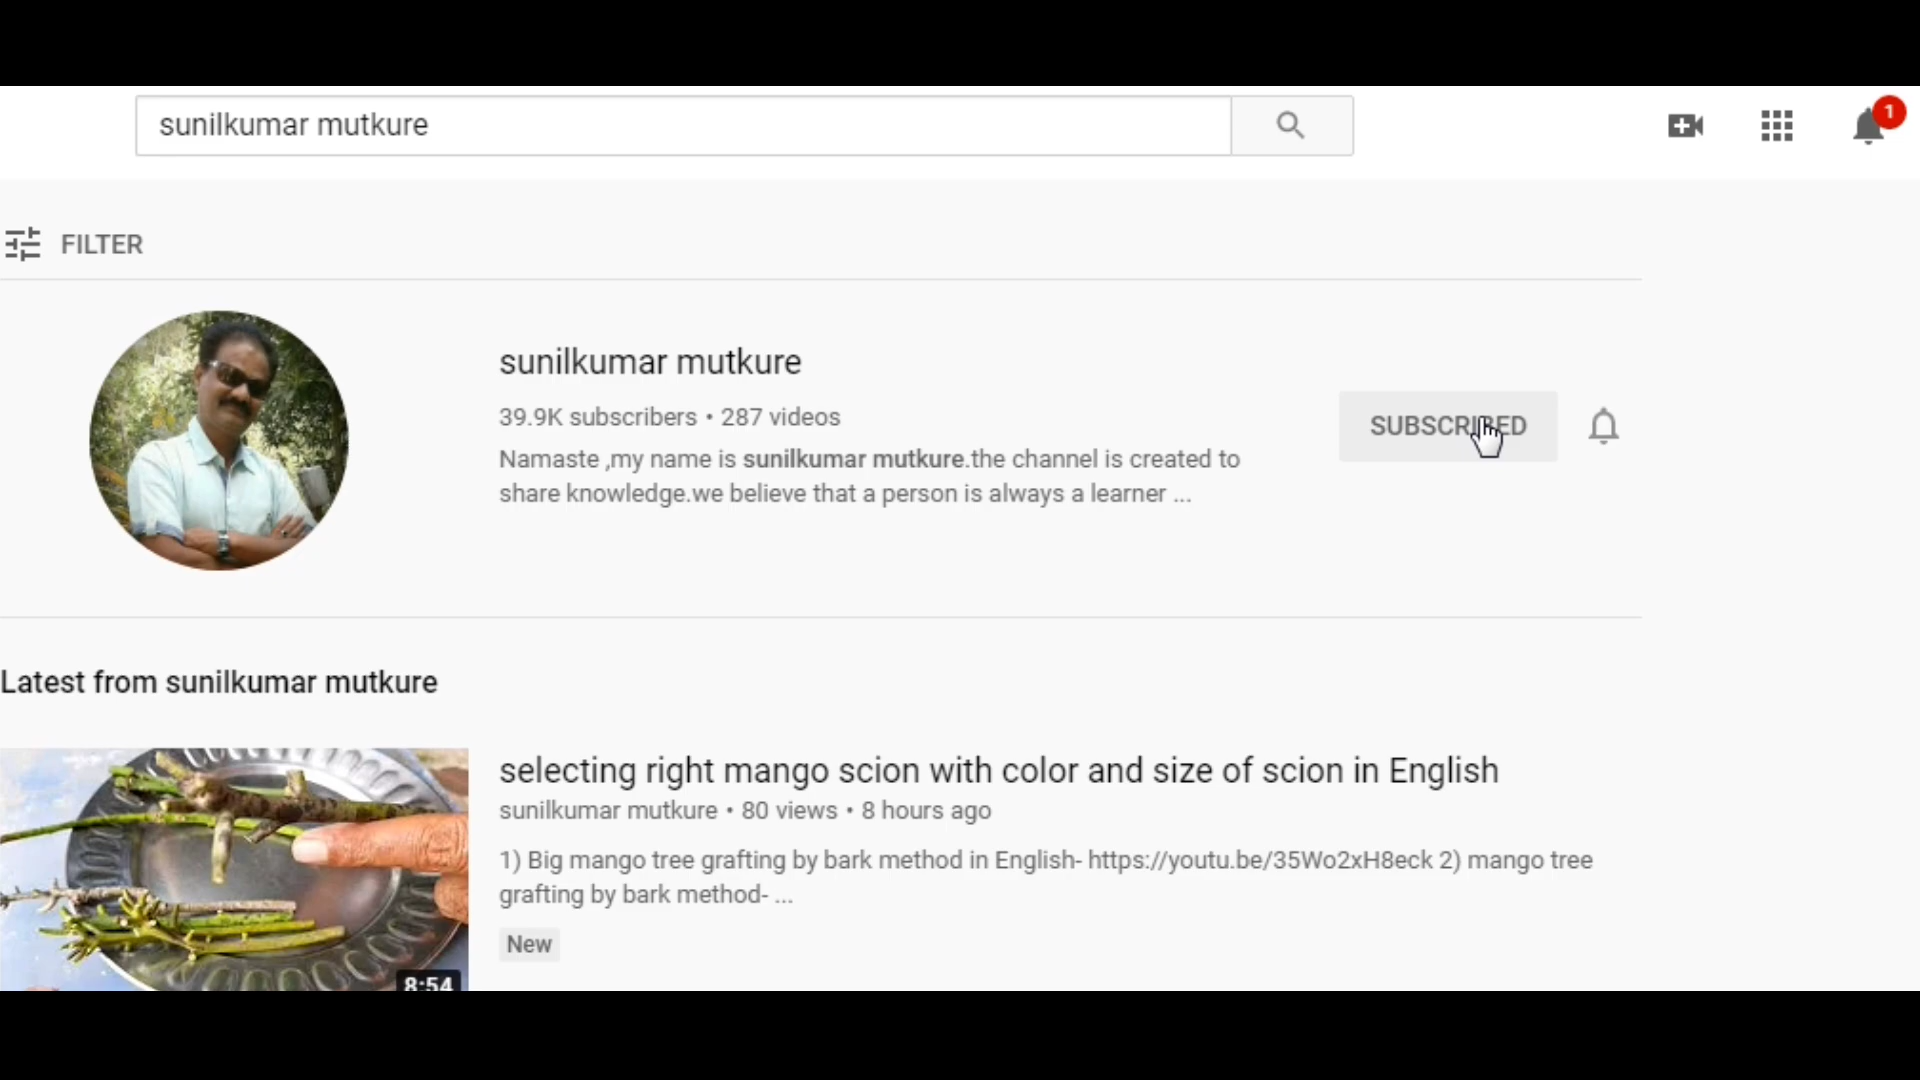 sunilkumar mutkure
1
FILTER
sunilkumar mutkure
39.9K subscribers • 287 videos
SUBSCRIBED
Namaste ,my name is sunilkumar mutkure.the channel is created to
share knowledge.we believe that a person is always a learner ...
Latest from sunilkumar mutkure
selecting right mango scion with color and size of scion in English
sunilkumar mutkure • 80 views • 8 hours ago
1) Big mango tree grafting by bark method in English- https://youtu.be/35Wo2xH8eck 2) mango tree
grafting by bark method- ...
New
8:54